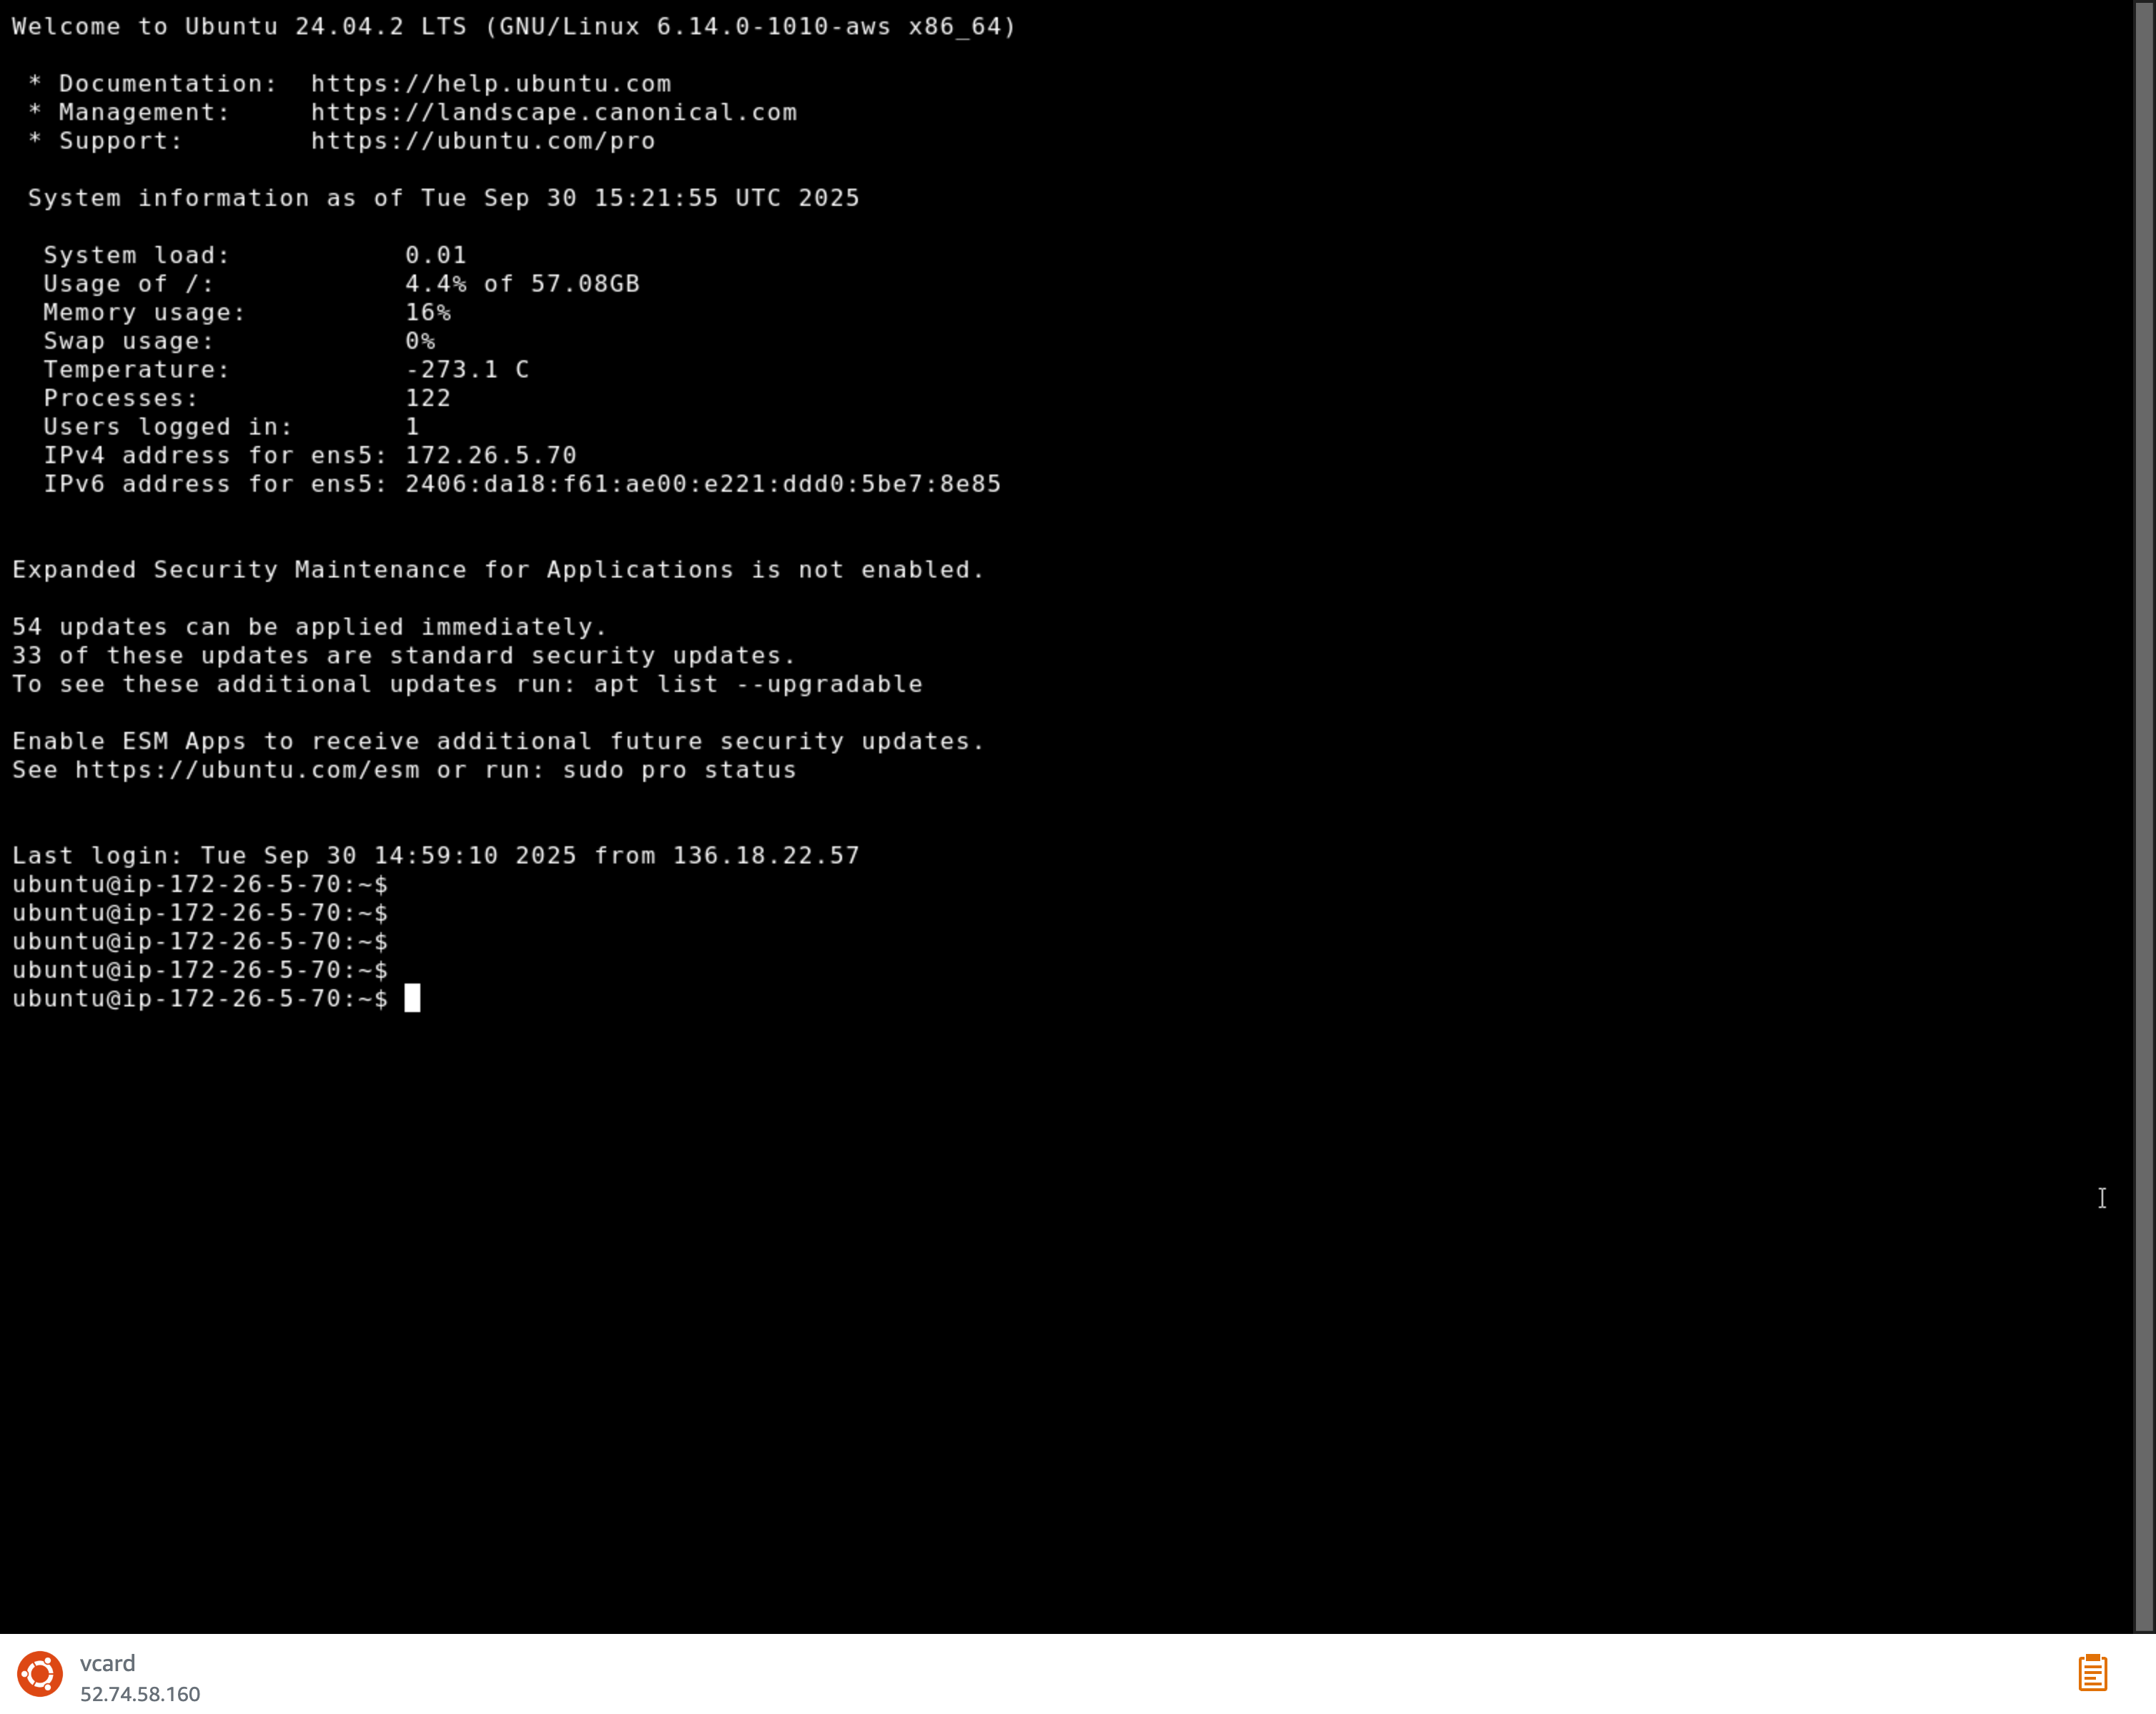 Welcome to Ubuntu 24.04.2 LTS (GNU/Linux 6.14.0-1010-aws x86_64)
* Documentation:  https://help.ubuntu.com
* Management:     https://landscape.canonical.com
* Support:        https://ubuntu.com/pro
System information as of Tue Sep 30 15:21:55 UTC 2025
System load:           0.01
Usage of /:            4.4% of 57.08GB
Memory usage:          16%
Swap usage:            0%
Temperature:           -273.1 C
Processes:             122
Users logged in:       1
IPv4 address for ens5: 172.26.5.70
IPv6 address for ens5: 2406:da18:f61:ae00:e221:ddd0:5be7:8e85
Expanded Security Maintenance for Applications is not enabled.
54 updates can be applied immediately.
33 of these updates are standard security updates.
To see these additional updates run: apt list --upgradable
Enable ESM Apps to receive additional future security updates.
See https://ubuntu.com/esm or run: sudo pro status
Last login: Tue Sep 30 14:59:10 2025 from 136.18.22.57
ubuntu@ip-172-26-5-70:~$
ubuntu@ip-172-26-5-70:~$
ubuntu@ip-172-26-5-70:~$
ubuntu@ip-172-26-5-70:~$
ubuntu@ip-172-26-5-70:~$
vcard
52.74.58.160